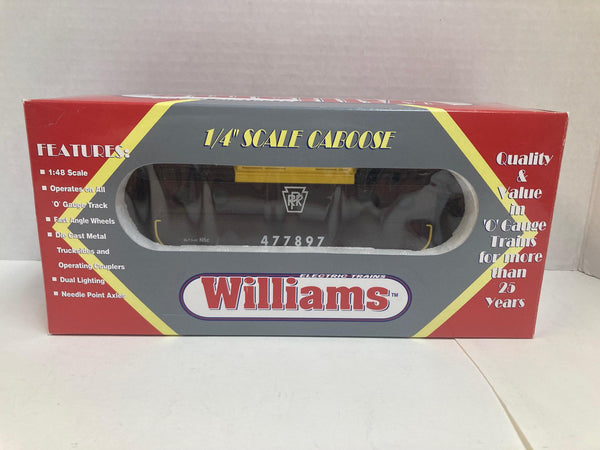 1/4" SCALE CABOOSE
FEATURES:
1:48 Scale
Operates on All
'O' Gauge Track
Fast Angle Wheels
Die Cast Metal
Trucksides and
Operating Couplers
Dual Lighting
Needle Point Axles
PRR
477897
ELECTRIC TRAINS
Williams™
Quality
&
Value
in
'O' Gauge
Trains
for more
than
25
Years